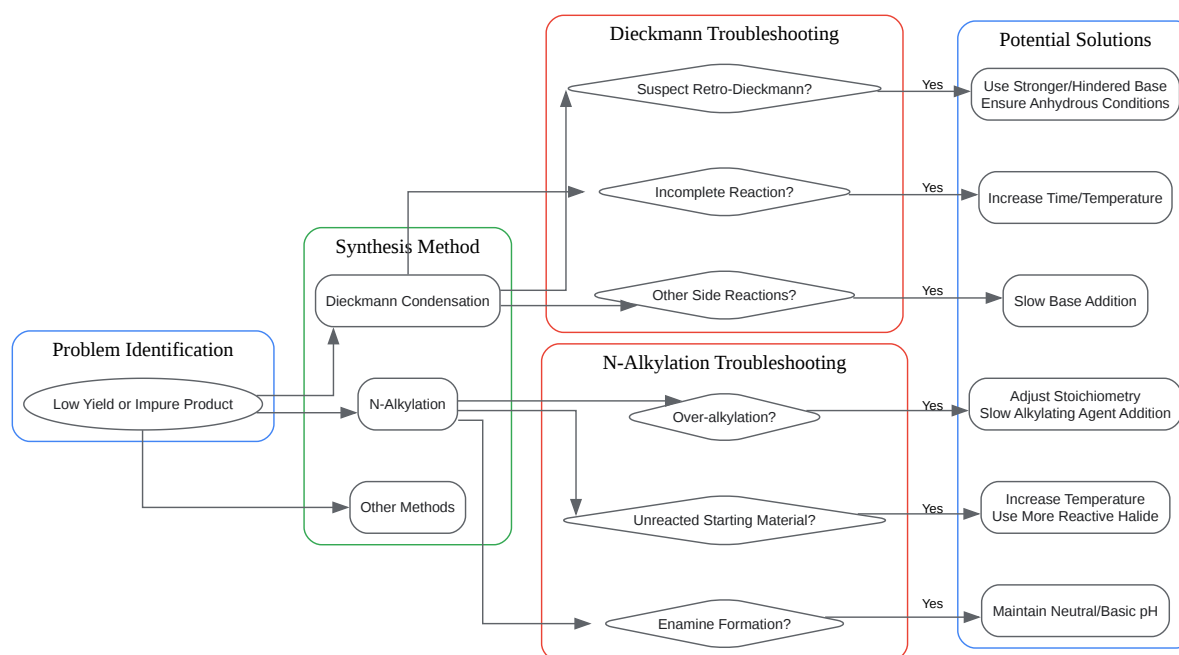 Dieckmann Troubleshooting
Potential Solutions
Suspect Retro-Dieckmann?
Yes
Use Stronger/Hindered Base
Ensure Anhydrous Conditions
Incomplete Reaction?
Yes
Increase Time/Temperature
Synthesis Method
Dieckmann Condensation
Other Side Reactions?
Yes
Slow Base Addition
Problem Identification
Low Yield or Impure Product
N-Alkylation Troubleshooting
N-Alkylation
Over-alkylation?
Yes
Adjust Stoichiometry
Slow Alkylating Agent Addition
Other Methods
Unreacted Starting Material?
Yes
Increase Temperature
Use More Reactive Halide
Enamine Formation?
Yes
Maintain Neutral/Basic pH